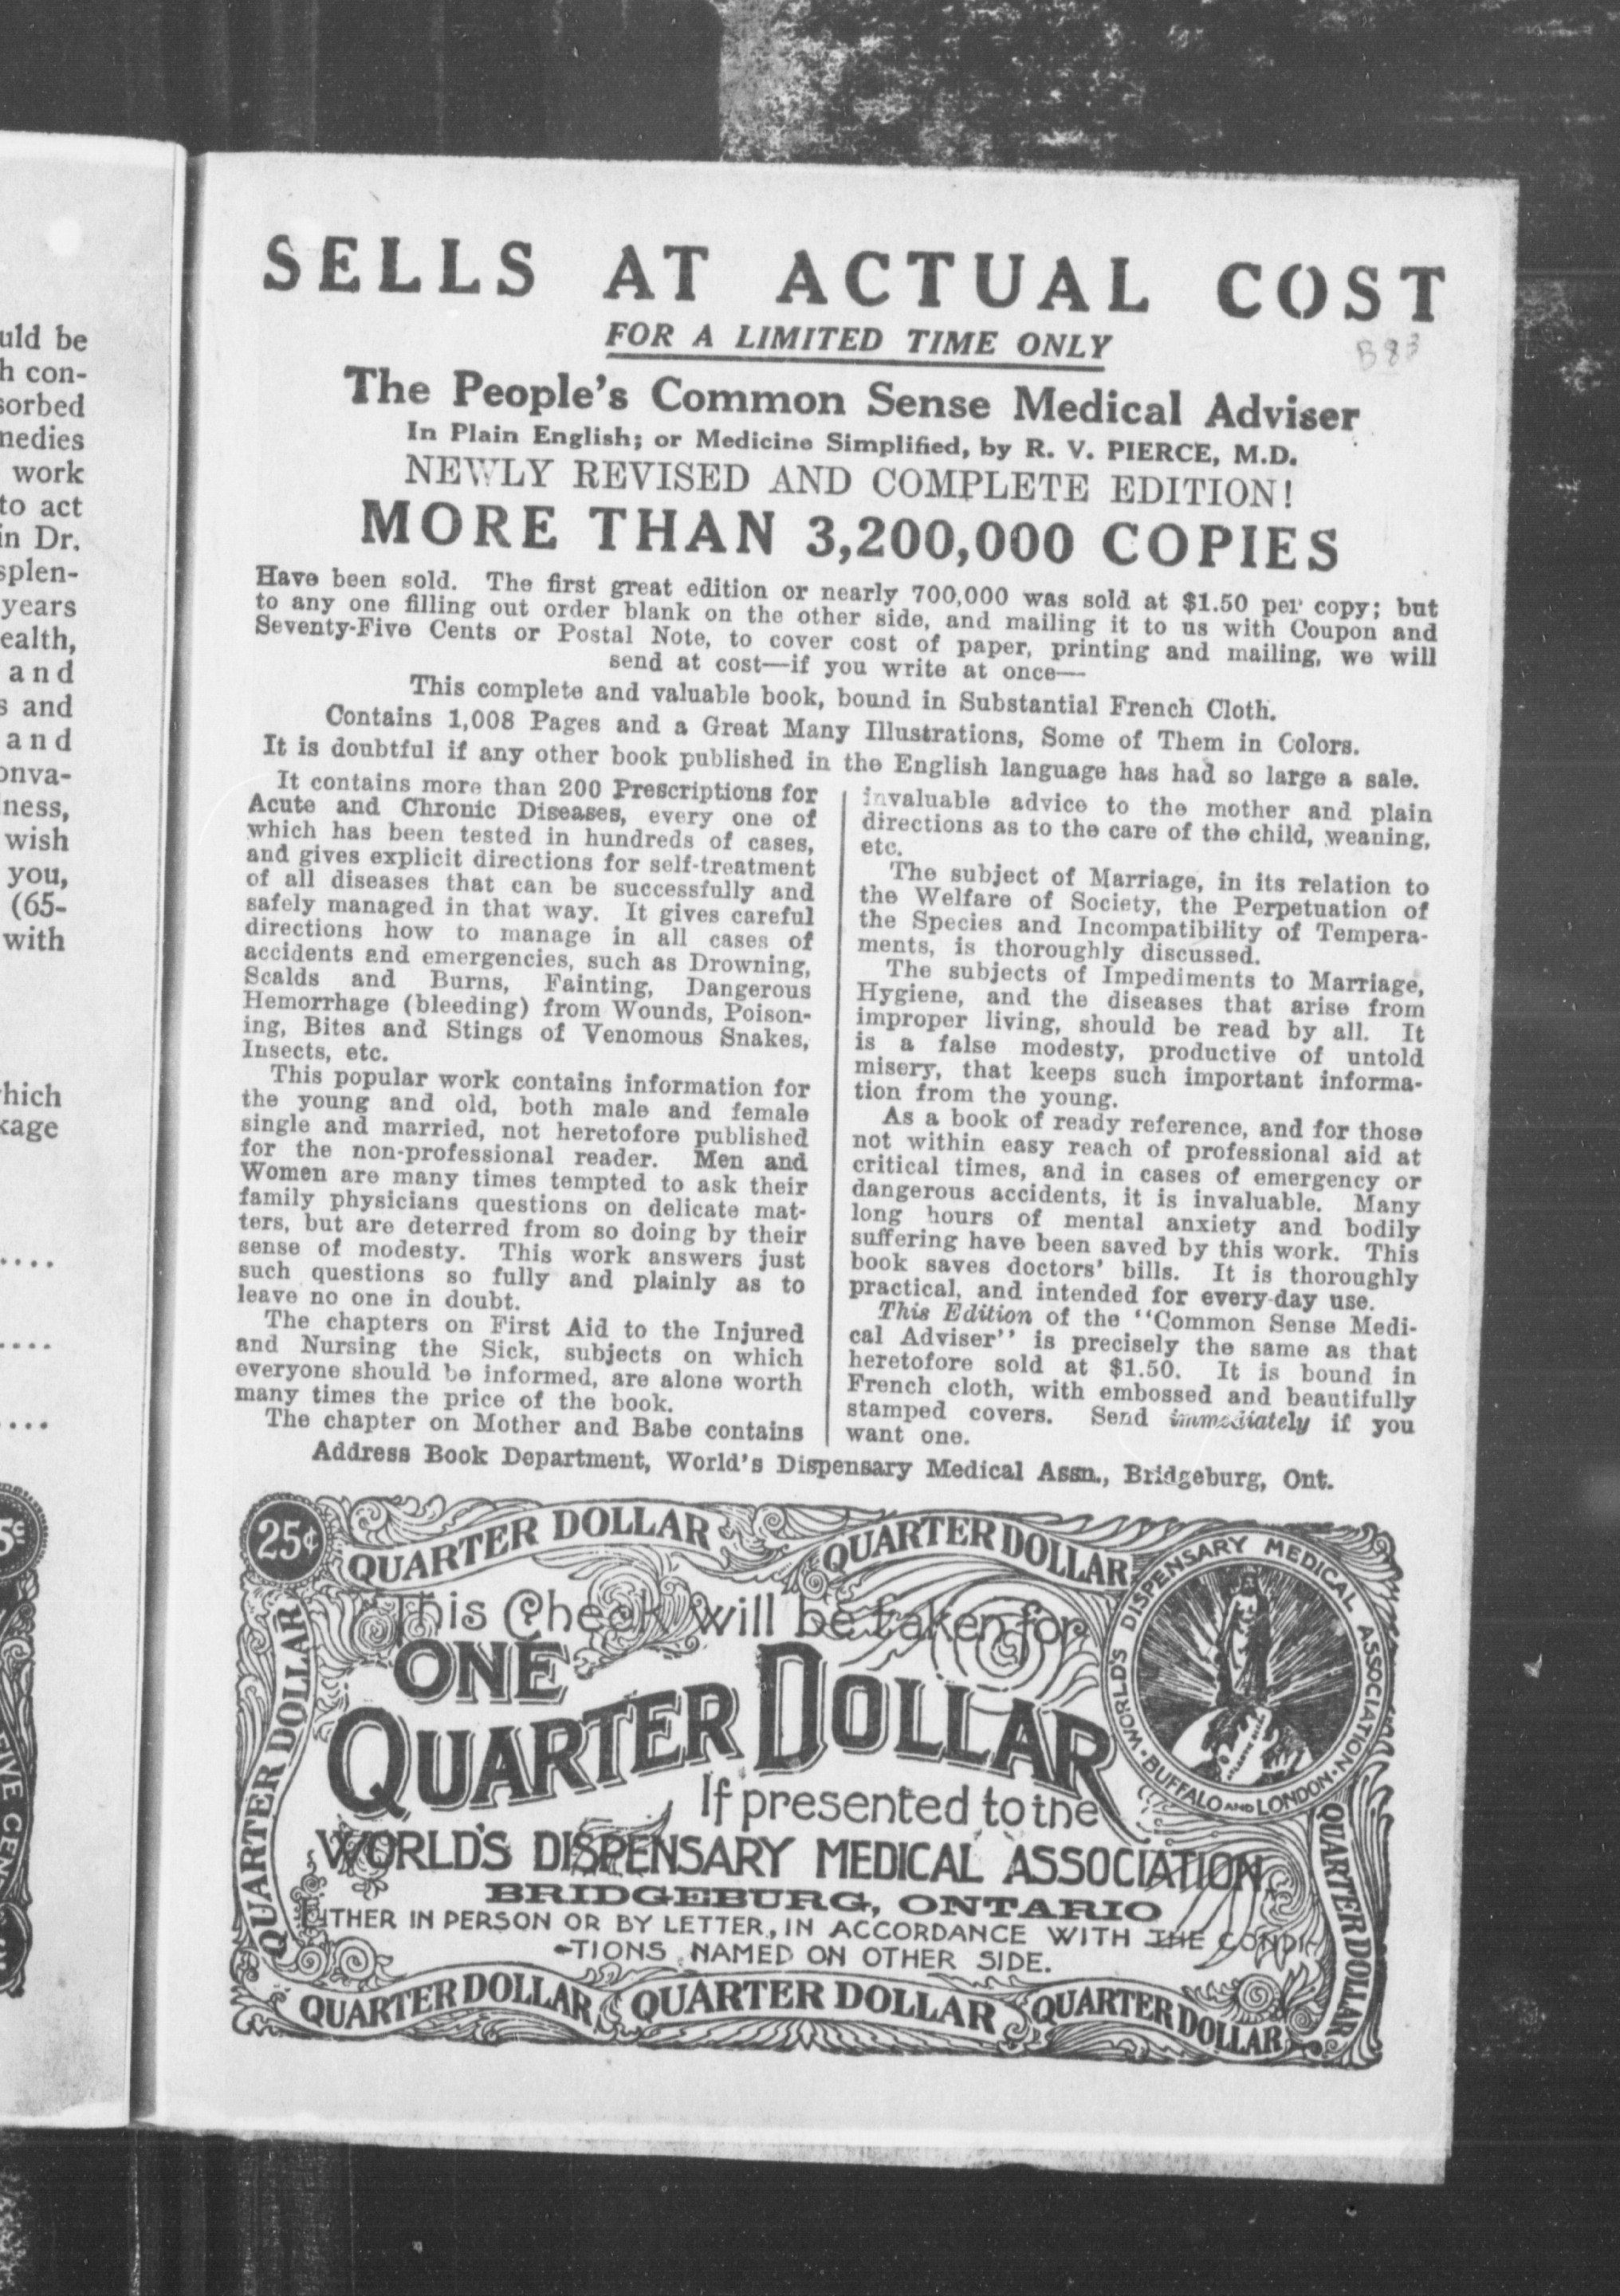 uld be
h con-
sorbed
nedies
work
to act
in Dr.
splen-
years
ealth,
and
s and
and
onva-
ness,
wish
you,
(65-
with
hich
kage
....
....
...
5¢
FIVE CEN
SELLS AT ACTUAL COST
FOR A LIMITED TIME ONLY
B 83
The People's Common Sense Medical Adviser
In Plain English; or Medicine Simplified, by R. V. PIERCE, M.D.
NEWLY REVISED AND COMPLETE EDITION!
MORE THAN 3,200,000 COPIES
Have been sold. The first great edition or nearly 700,000 was sold at $1.50 per copy; but
to any one filling out order blank on the other side, and mailing it to us with Coupon and
Seventy-Five Cents or Postal Note, to cover cost of paper, printing and mailing, we will
send at cost—if you write at once—
This complete and valuable book, bound in Substantial French Cloth.
Contains 1,008 Pages and a Great Many Illustrations, Some of Them in Colors.
It is doubtful if any other book published in the English language has had so large a sale.
It contains more than 200 Prescriptions for
Acute and Chronic Diseases, every one of
which has been tested in hundreds of cases,
and gives explicit directions for self-treatment
of all diseases that can be successfully and
safely managed in that way. It gives careful
directions how to manage in all cases of
accidents and emergencies, such as Drowning,
Scalds and Burns, Fainting, Dangerous
Hemorrhage (bleeding) from Wounds, Poison-
ing, Bites and Stings of Venomous Snakes,
Insects, etc.
This popular work contains information for
the young and old, both male and female
single and married, not heretofore published
for the non-professional reader. Men and
Women are many times tempted to ask their
family physicians questions on delicate mat-
ters, but are deterred from so doing by their
sense of modesty. This work answers just
such questions so fully and plainly as to
leave no one in doubt.
The chapters on First Aid to the Injured
and Nursing the Sick, subjects on which
everyone should be informed, are alone worth
many times the price of the book.
The chapter on Mother and Babe contains
invaluable advice to the mother and plain
directions as to the care of the child, weaning,
etc.
The subject of Marriage, in its relation to
the Welfare of Society, the Perpetuation of
the Species and Incompatibility of Tempera-
ments, is thoroughly discussed.
The subjects of Impediments to Marriage,
Hygiene, and the diseases that arise from
improper living, should be read by all. It
is a false modesty, productive of untold
misery, that keeps such important informa-
tion from the young.
As a book of ready reference, and for those
not within easy reach of professional aid at
critical times, and in cases of emergency or
dangerous accidents, it is invaluable. Many
long hours of mental anxiety and bodily
suffering have been saved by this work. This
book saves doctors' bills. It is thoroughly
practical, and intended for every-day use.
This Edition of the "Common Sense Medi-
cal Adviser" is precisely the same as that
heretofore sold at $1.50. It is bound in
French cloth, with embossed and beautifully
stamped covers. Send immediately if you
want one.
Address Book Department, World's Dispensary Medical Assn., Bridgeburg, Ont.
25¢
QUARTER DOLLAR
QUARTER DOLLAR
WORLD'S DISPENSARY MEDICAL ASSOCIATION
BUFFALO AND LONDON
This Check will be taken for
ONE
QUARTER DOLLAR
If presented to the
WORLD'S DISPENSARY MEDICAL ASSOCIATION,
BRIDGEBURG, ONTARIO
EITHER IN PERSON OR BY LETTER, IN ACCORDANCE WITH THE CONDI-
-TIONS NAMED ON OTHER SIDE.
QUARTER DOLLAR
QUARTER DOLLAR
QUARTER DOLLAR
QUARTER DOLLAR
QUARTER DOLLAR